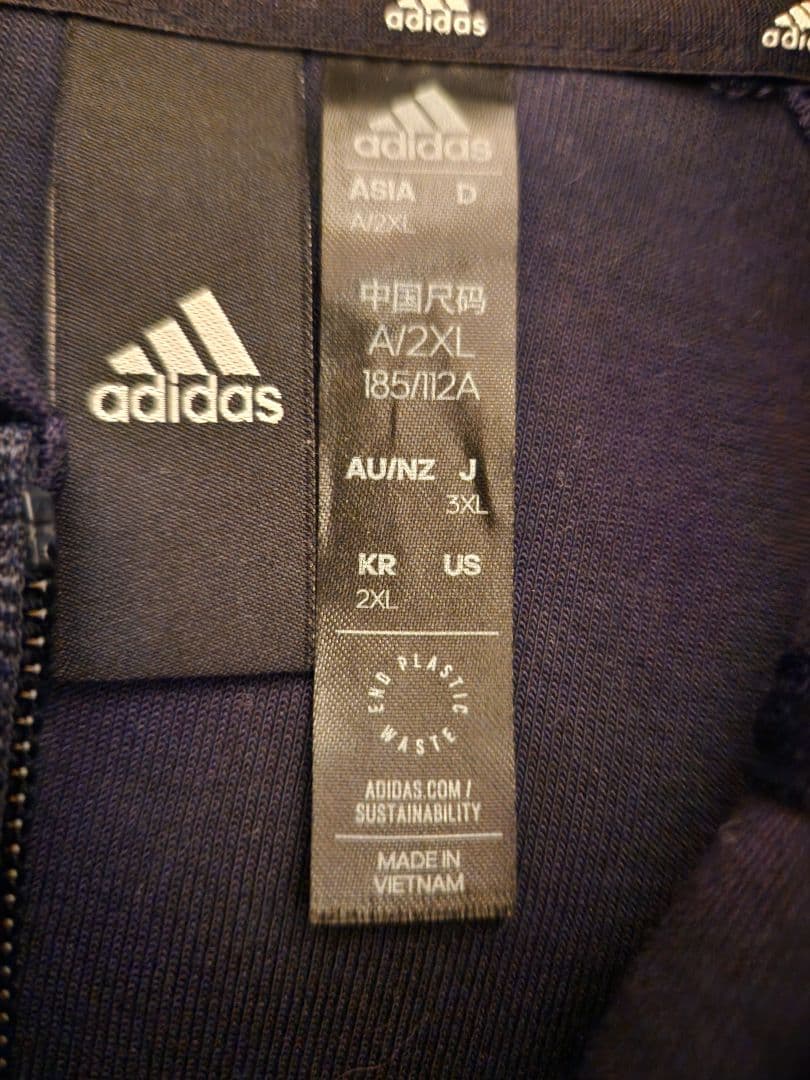 adidas
adidas
adidas
adidas
ASIA D
A/2XL
中国尺码
A/2XL
185/112A
AU/NZ J
3XL
KR US
2XL
END PLASTIC WASTE
ADIDAS.COM /
SUSTAINABILITY
MADE IN
VIETNAM